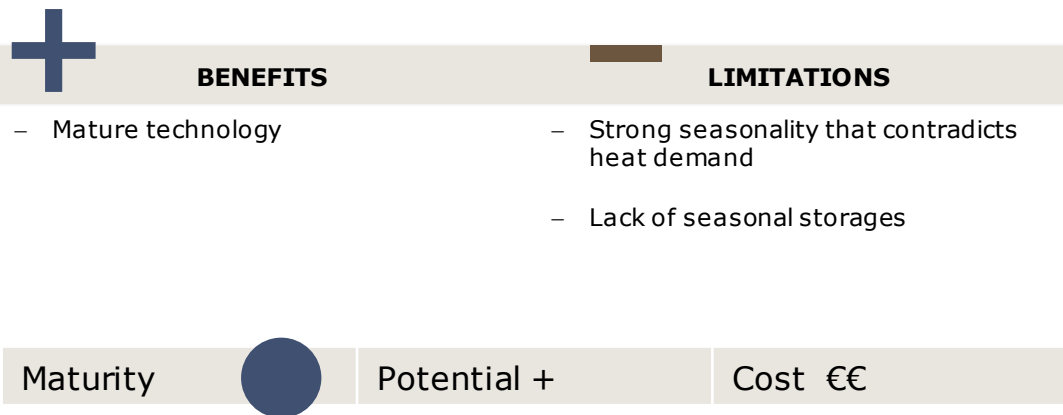 BENEFITS
LIMITATIONS
– Mature technology
– Strong seasonality that contradicts
heat demand
– Lack of seasonal storages
Maturity
Potential +
Cost €€